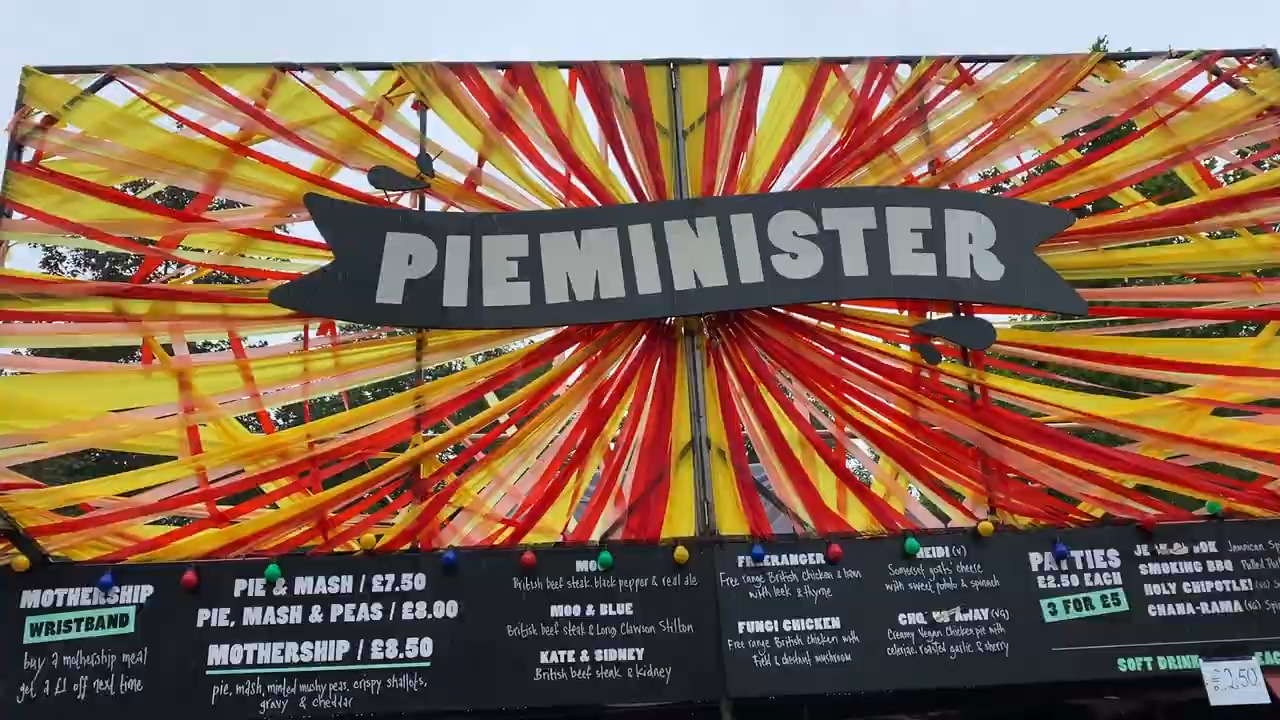 PIEMINISTER
MOTHERSHIP
WRISTBAND
buy a mothership meal
get a £1 off next time
PIE & MASH / £7.50
PIE, MASH & PEAS / £8.00
MOTHERSHIP / £8.50
pie, mash, minted mushy peas, crispy shallots,
gravy & cheddar
MOO
British beef steak, black pepper & real ale
MOO & BLUE
British beef steak & Long Clawson Stilton
KATE & SIDNEY
British beef steak & kidney
FREERANGER
Free range British chicken & ham
with leek & thyme
FUNGI CHICKEN
Free range British chicken with
Field & chestnut mushroom
HEIDI (V)
Somerset goats cheese
with sweet potato & spinach
AWAY (VG)
Creamy Vegan Chicken pie with
celeriac, roasted garlic & sherry
PATTIES
£2.50 EACH
3 FOR £5
Jamaican
SMOKING BBQ Pulled
HOLY CHIPOTLE!
CHANA-RAMA (VG)
SOFT DRINK
£2.50